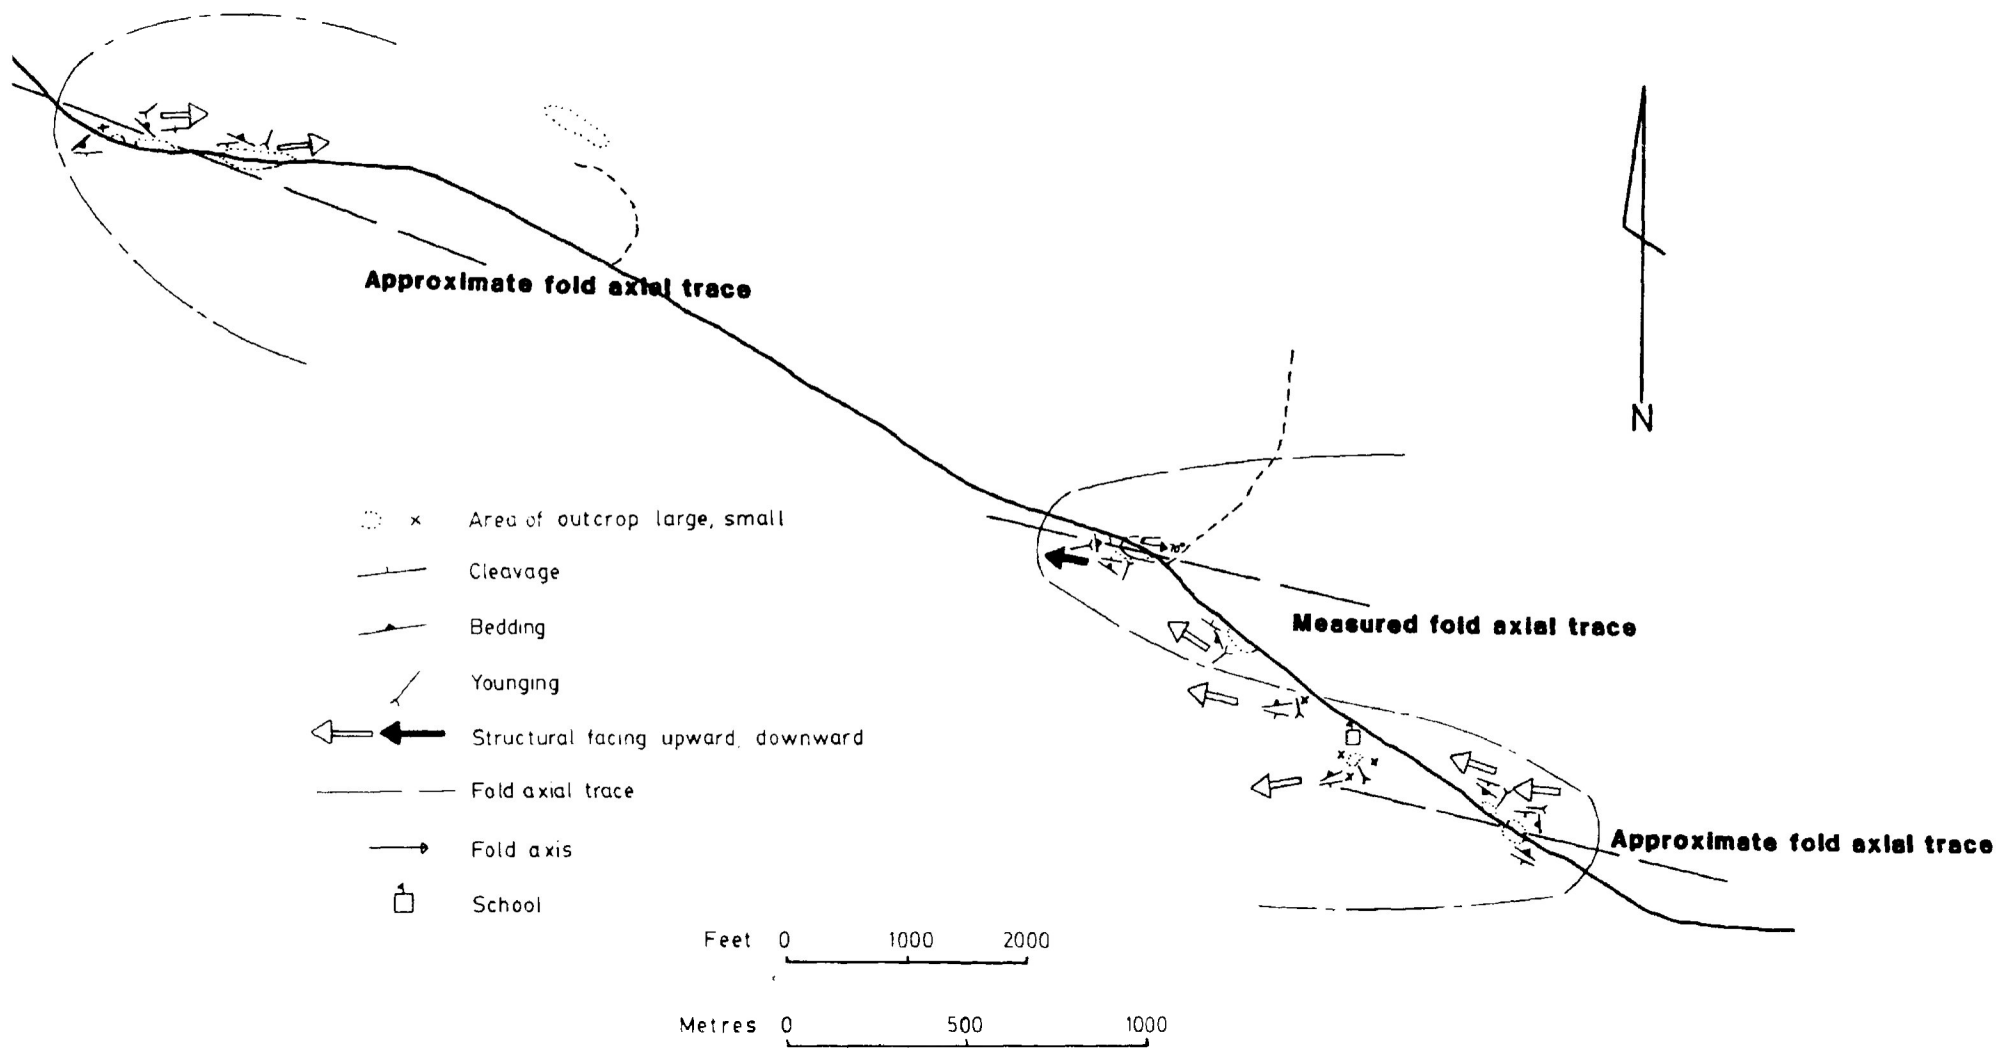 Approximate fold axial trace
N
Area of outcrop large, small
Cleavage
Bedding
Younging
Structural facing upward, downward
Fold axial trace
Fold axis
School
70°
Measured fold axial trace
Approximate fold axial trace
Feet 0 1000 2000
Metres 0 500 1000